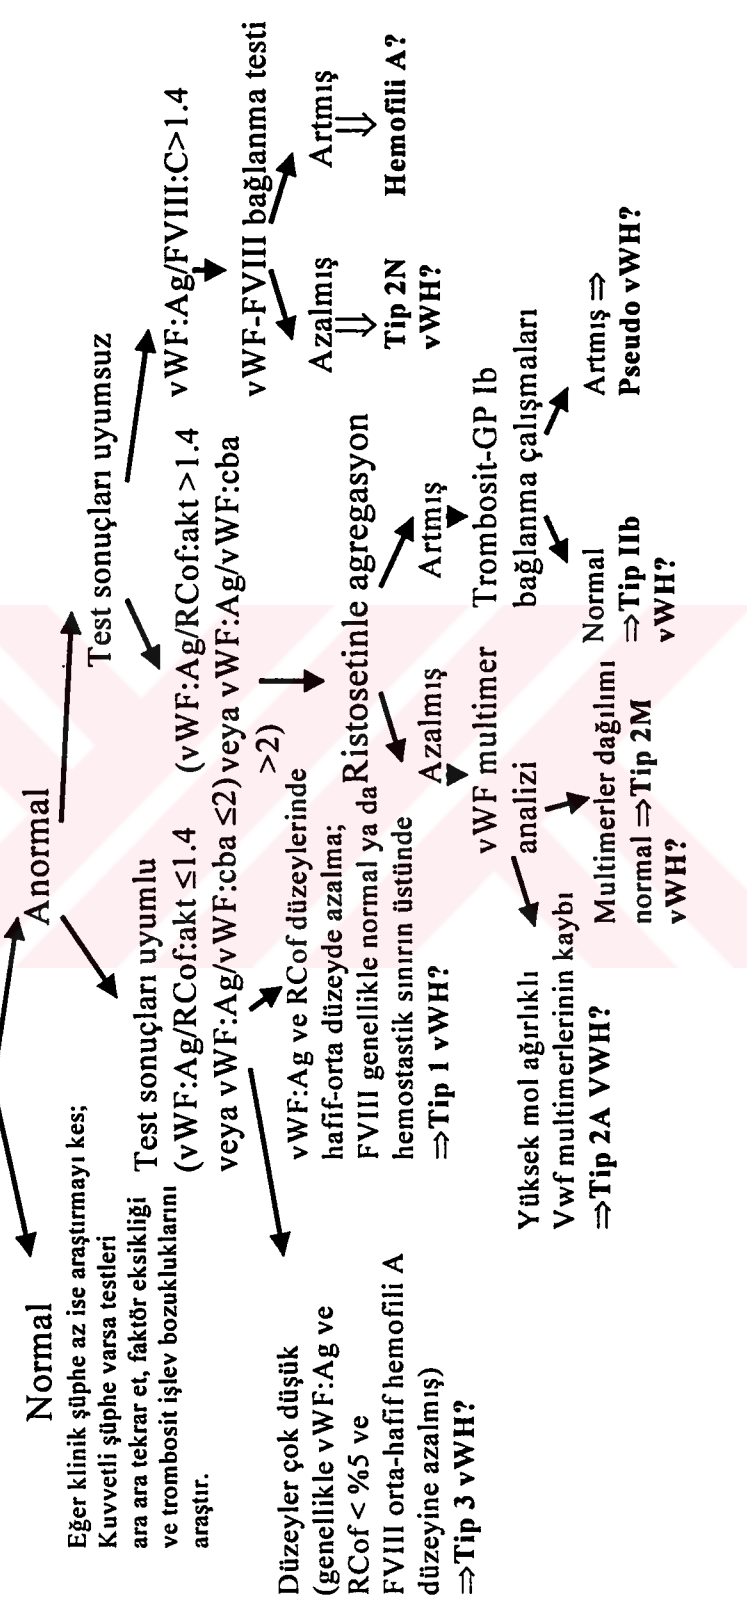 Anormal
Normal
Eğer klinik şüphe az ise araştırmayı kes;
Kuvvetli şüphe varsa testleri
ara ara tekrar et, faktör eksikliği
ve trombosit işlev bozukluklarını
araştır.
Test sonuçları uyumlu
(vWF:Ag/RCof:akt ≤1.4
veya vWF:Ag/vWF:cba ≤2)
Test sonuçları uyumsuz
(vWF:Ag/RCof:akt >1.4
veya vWF:Ag/vWF:cba
>2)
vWF:Ag/FVIII:C>1.4
vWF-FVIII bağlanma testi
Azalmış
⇓
Tip 2N
vWH?
Artmış
⇓
Hemofili A?
Düzeyler çok düşük
(genellikle vWF:Ag ve
RCof < %5 ve
FVIII orta-hafif hemofili A
düzeyine azalmış)
⇒Tip 3 vWH?
vWF:Ag ve RCof düzeylerinde
hafif-orta düzeyde azalma;
FVIII genellikle normal ya da
hemostastik sınırın üstünde
⇒Tip 1 vWH?
Ristosetinle agregasyon
Azalmış
vWF multimer
analizi
Yüksek mol ağırlıklı
Vwf multimerlerinin kaybı
⇒Tip 2A VWH?
Multimerler dağılımı
normal ⇒Tip 2M
vWH?
Artmış
Trombosit-GP Ib
bağlanma çalışmaları
Normal
⇒Tip IIb
vWH?
Artmış ⇒
Pseudo vWH?